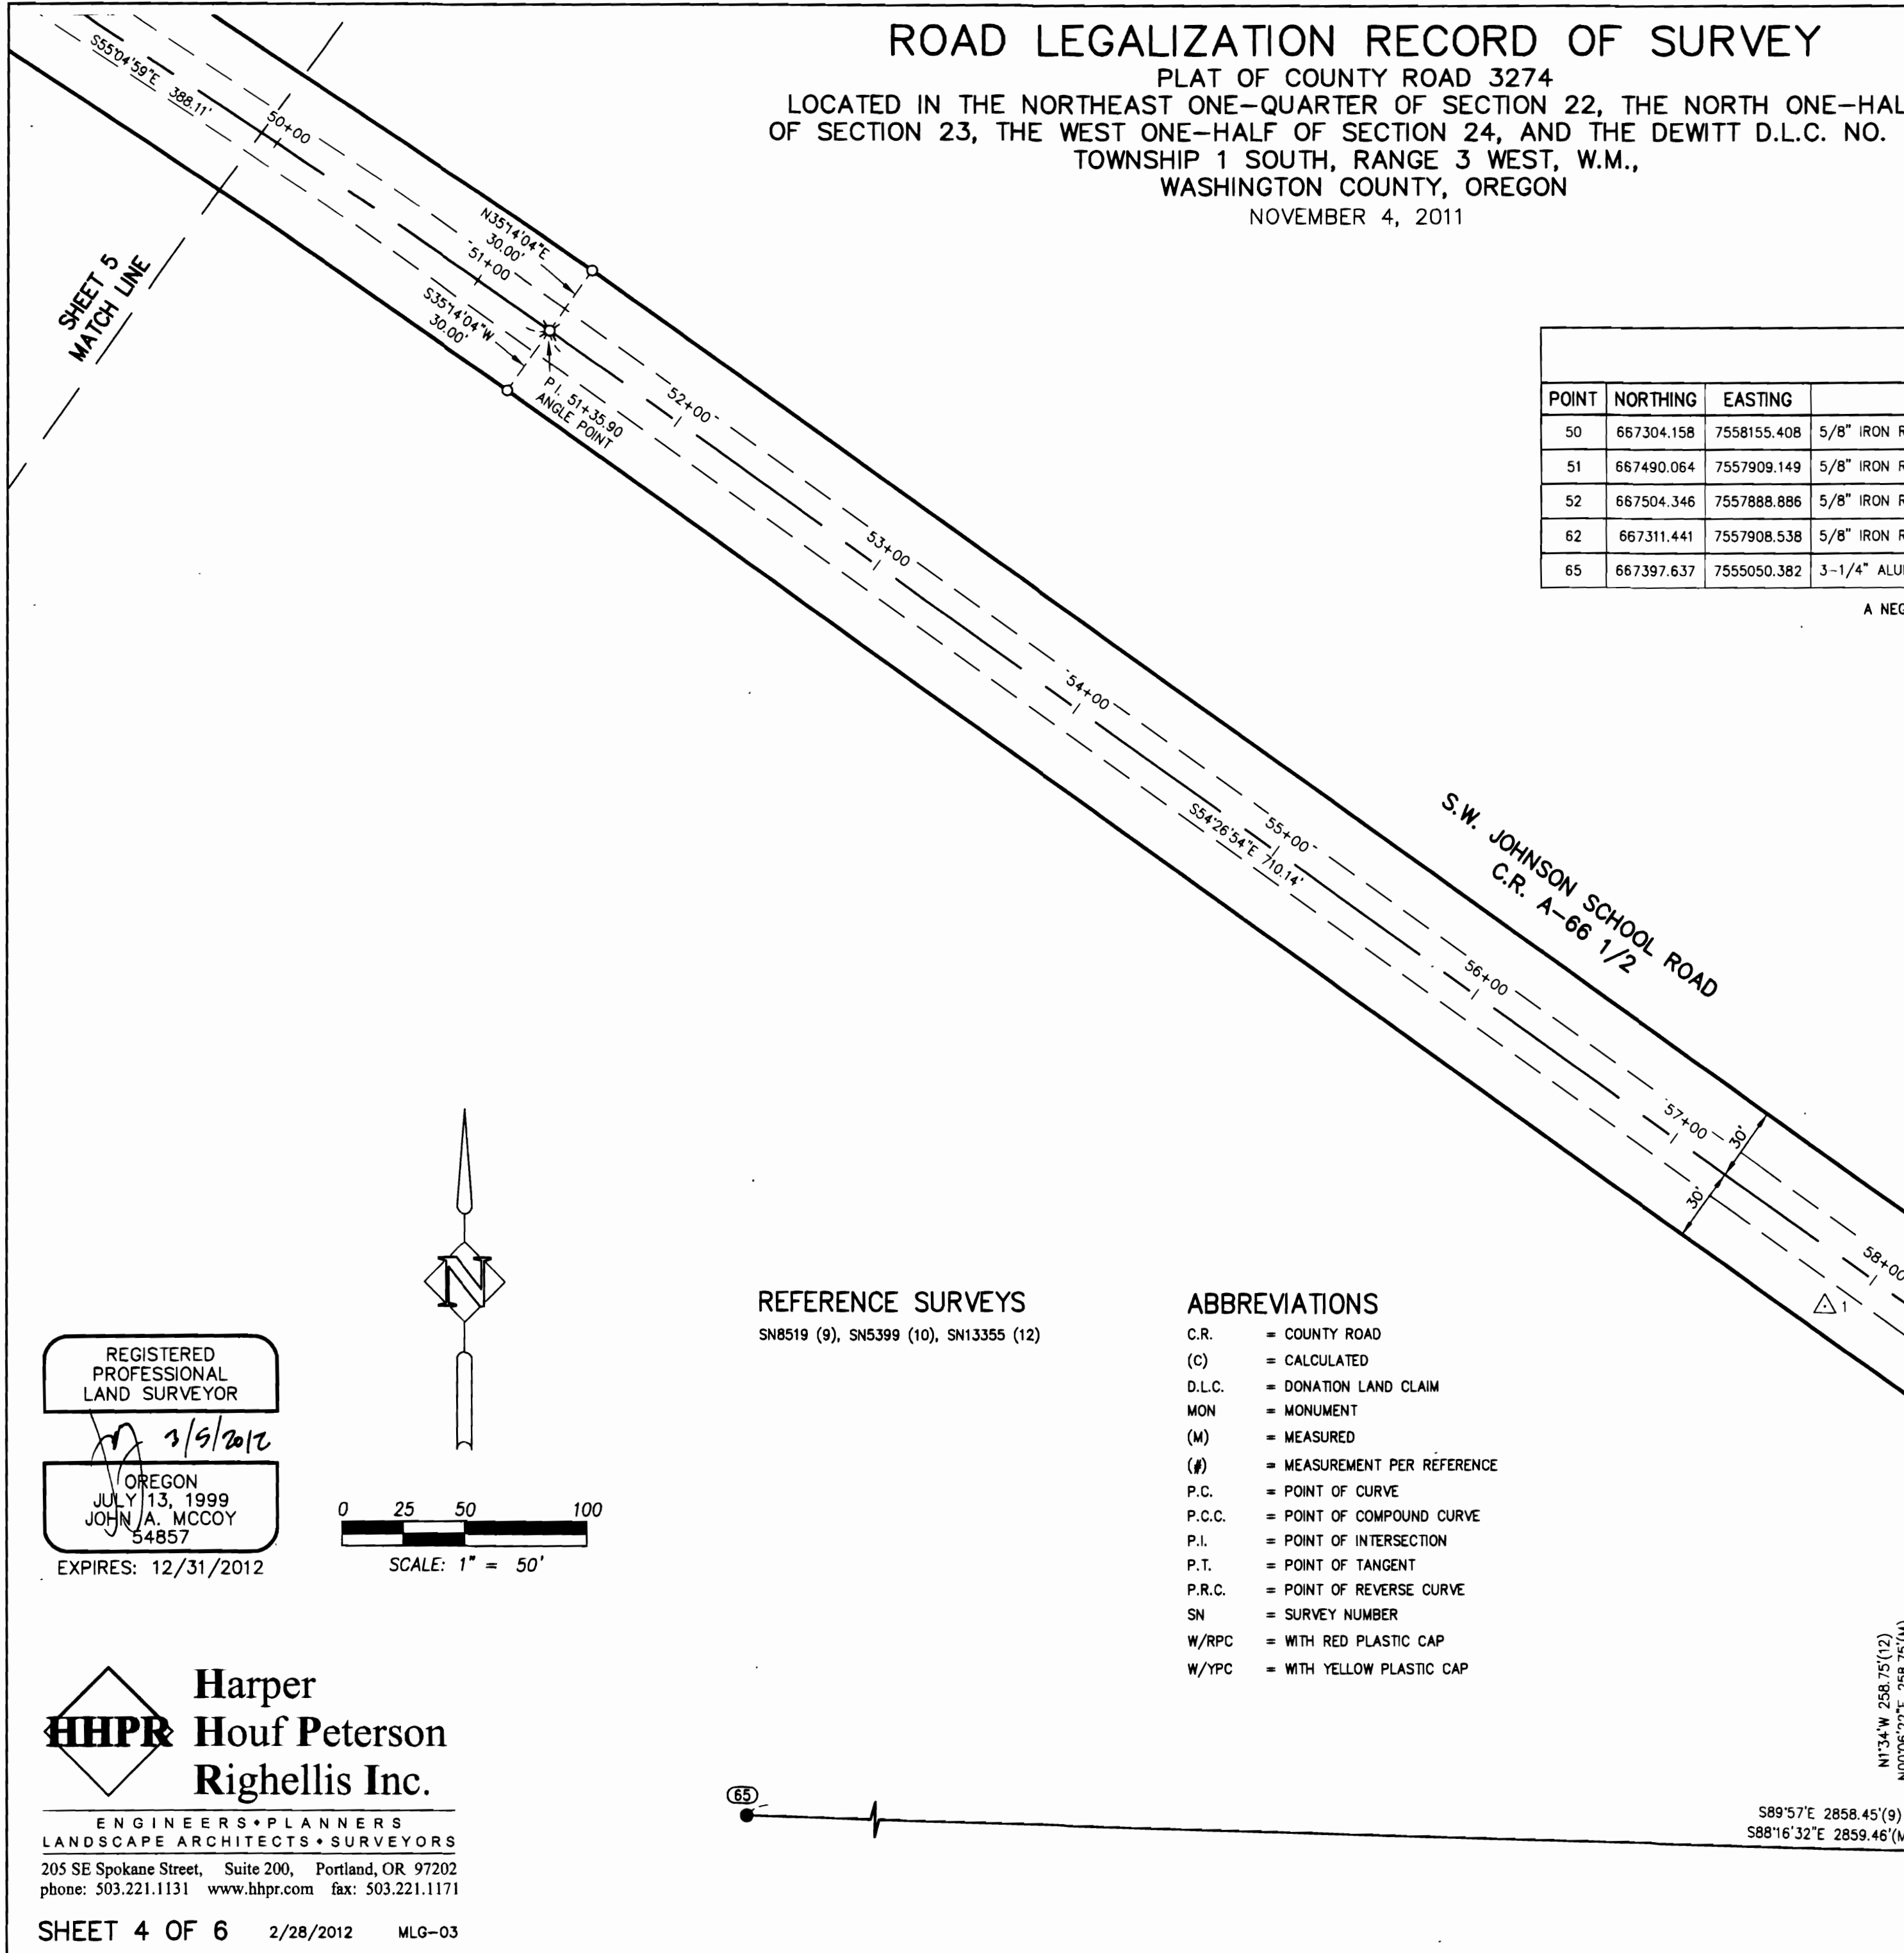 ROAD LEGALIZATION RECORD OF SURVEY
PLAT OF COUNTY ROAD 3274
LOCATED IN THE NORTHEAST ONE-QUARTER OF SECTION 22, THE NORTH ONE-HAL
OF SECTION 23, THE WEST ONE-HALF OF SECTION 24, AND THE DEWITT D.L.C. NO.
TOWNSHIP 1 SOUTH, RANGE 3 WEST, W.M.,
WASHINGTON COUNTY, OREGON
NOVEMBER 4, 2011
S55°04'59"E 388.11'
50+00
SHEET 5
MATCH LINE
N35°14'04"E
30.00'
51+00
S35°14'04"W
30.00'
P.I. 51+35.90
ANGLE POINT
52+00
53+00
54+00
S54°26'54"E 710.14'
55+00
56+00
57+00
30'
30'
58+00
1
S.W. JOHNSON SCHOOL ROAD
C.R. A-66 1/2
POINT NORTHING EASTING
50 667304.158 7558155.408 5/8" IRON R
51 667490.064 7557909.149 5/8" IRON R
52 667504.346 7557888.886 5/8" IRON R
62 667311.441 7557908.538 5/8" IRON R
65 667397.637 7555050.382 3-1/4" ALU
A NEG
N
0 25 50 100
SCALE: 1" = 50'
REFERENCE SURVEYS
SN8519 (9), SN5399 (10), SN13355 (12)
ABBREVIATIONS
C.R. = COUNTY ROAD
(C) = CALCULATED
D.L.C. = DONATION LAND CLAIM
MON = MONUMENT
(M) = MEASURED
(#) = MEASUREMENT PER REFERENCE
P.C. = POINT OF CURVE
P.C.C. = POINT OF COMPOUND CURVE
P.I. = POINT OF INTERSECTION
P.T. = POINT OF TANGENT
P.R.C. = POINT OF REVERSE CURVE
SN = SURVEY NUMBER
W/RPC = WITH RED PLASTIC CAP
W/YPC = WITH YELLOW PLASTIC CAP
REGISTERED
PROFESSIONAL
LAND SURVEYOR
3/5/2012
OREGON
JULY 13, 1999
JOHN A. MCCOY
54857
EXPIRES: 12/31/2012
HHPR
Harper
Houf Peterson
Righellis Inc.
ENGINEERS•PLANNERS
LANDSCAPE ARCHITECTS•SURVEYORS
205 SE Spokane Street, Suite 200, Portland, OR 97202
phone: 503.221.1131 www.hhpr.com fax: 503.221.1171
SHEET 4 OF 6 2/28/2012 MLG-03
65
N1°34'W 258.75'(12)
N00°06'22"E 258.75'(M)
S89°57'E 2858.45'(9)
S88°16'32"E 2859.46'(M